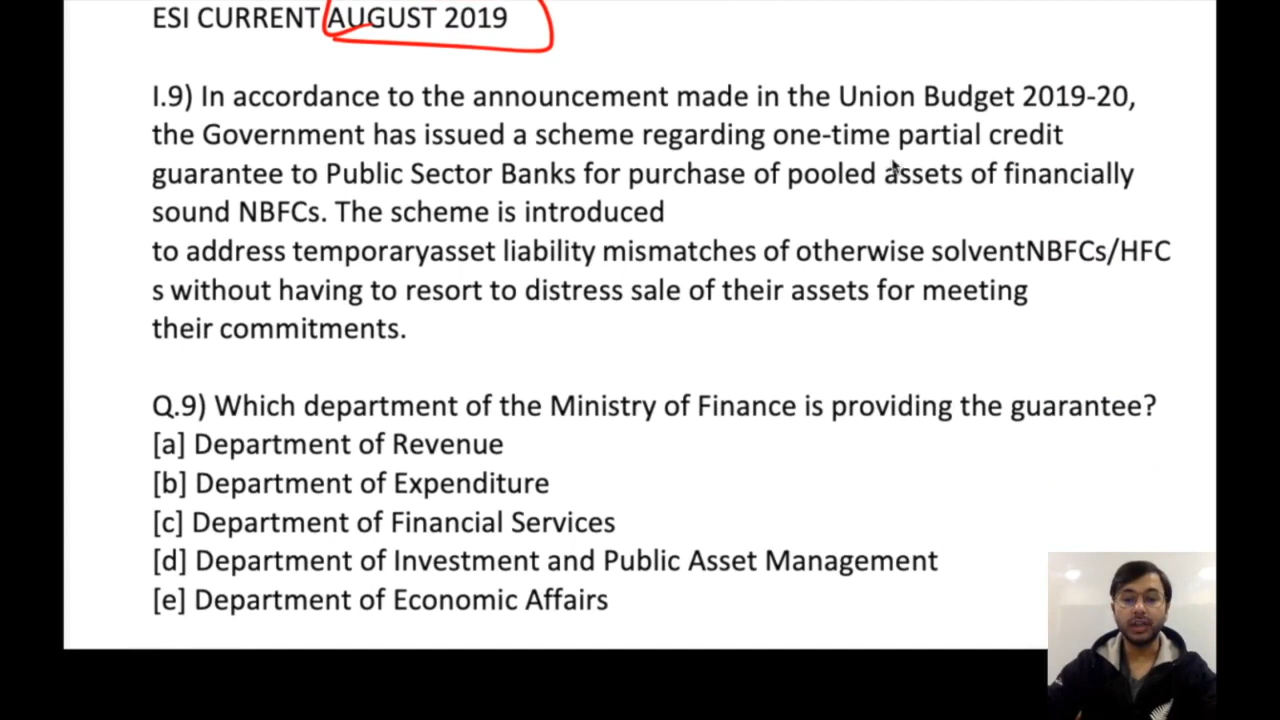 ESI CURRENT AUGUST 2019
I.9) In accordance to the announcement made in the Union Budget 2019-20,
the Government has issued a scheme regarding one-time partial credit
guarantee to Public Sector Banks for purchase of pooled assets of financially
sound NBFCs. The scheme is introduced
to address temporaryasset liability mismatches of otherwise solventNBFCs/HFC
s without having to resort to distress sale of their assets for meeting
their commitments.
Q.9) Which department of the Ministry of Finance is providing the guarantee?
[a] Department of Revenue
[b] Department of Expenditure
[c] Department of Financial Services
[d] Department of Investment and Public Asset Management
[e] Department of Economic Affairs